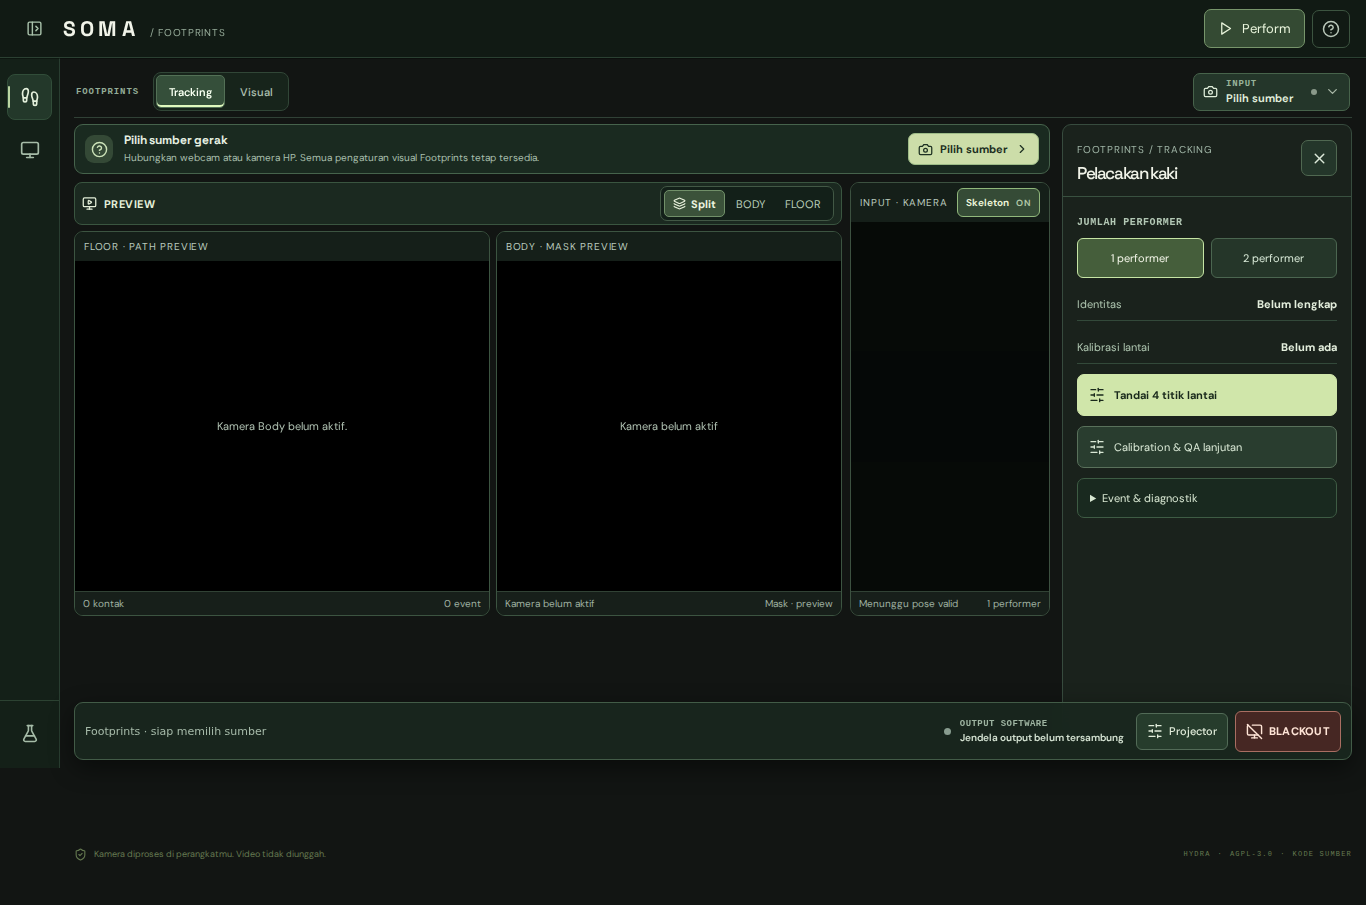 SOMA / FOOTPRINTS
Perform
FOOTPRINTS
Tracking
Visual
INPUT
Pilih sumber
Pilih sumber gerak
Hubungkan webcam atau kamera HP. Semua pengaturan visual Footprints tetap tersedia.
Pilih sumber
PREVIEW
Split
BODY
FLOOR
INPUT · KAMERA
Skeleton ON
FLOOR · PATH PREVIEW
BODY · MASK PREVIEW
Kamera Body belum aktif.
Kamera belum aktif
0 kontak
0 event
Kamera belum aktif
Mask · preview
Menunggu pose valid
1 performer
FOOTPRINTS / TRACKING
Pelacakan kaki
JUMLAH PERFORMER
1 performer
2 performer
Identitas
Belum lengkap
Kalibrasi lantai
Belum ada
Tandai 4 titik lantai
Calibration & QA lanjutan
Event & diagnostik
Footprints · siap memilih sumber
OUTPUT SOFTWARE
Jendela output belum tersambung
Projector
BLACKOUT
Kamera diproses di perangkatmu. Video tidak diunggah.
HYDRA · AGPL-3.0 · KODE SUMBER